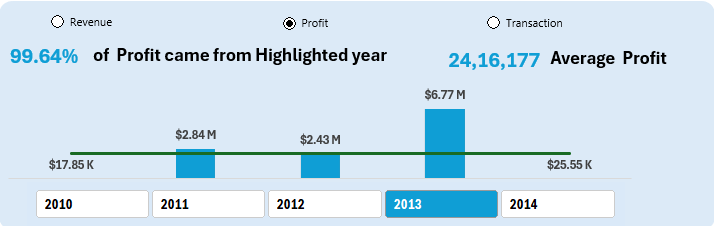 Revenue Profit Transaction
99.64% of Profit came from Highlighted year
24,16,177 Average Profit
$6.77 M
$2.84 M $2.43 M
$17.85 K $25.55 K
2010 2011 2012 2013 2014